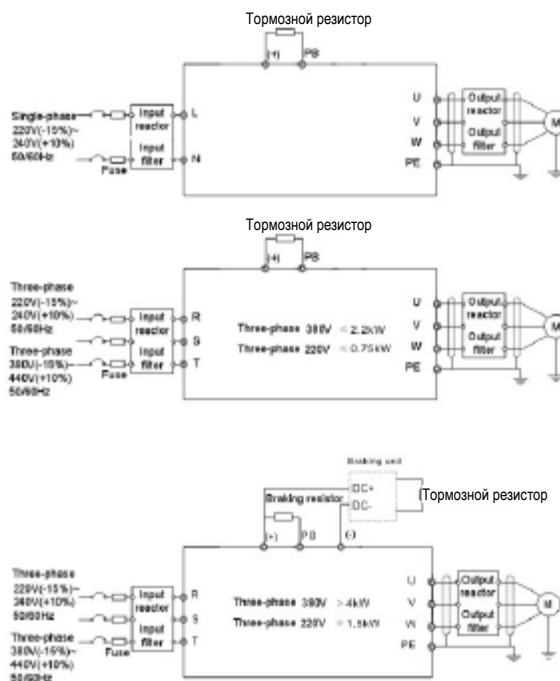 Тормозной резистор
(+) PB
Single-phase
220V(-15%)~
240V(+10%)
50/60Hz
Fuse
Input
reactor
Input
filter
L
N
U
V
W
PE
Output
reactor
Output
filter
M
Тормозной резистор
(+) PB
Three-phase
220V(-15%)~
240V(+10%)
50/60Hz
Three-phase
380V(-15%)~
440V(+10%)
50/60Hz
Fuse
Input
reactor
Input
filter
R
S
T
Three-phase 380V ≤ 2.2kW
Three-phase 220V ≤ 0.75kW
U
V
W
PE
Output
reactor
Output
filter
M
Braking unit
DC+
DC-
Тормозной резистор
Braking resistor
(+) PB (-)
Three-phase
220V(-15%)~
240V(+10%)
50/60Hz
Three-phase
380V(-15%)~
440V(+10%)
50/60Hz
Fuse
Input
reactor
Input
filter
R
S
T
Three-phase 380V 4kW
Three-phase 220V 1.5kW
U
V
W
PE
Output
reactor
Output
filter
M